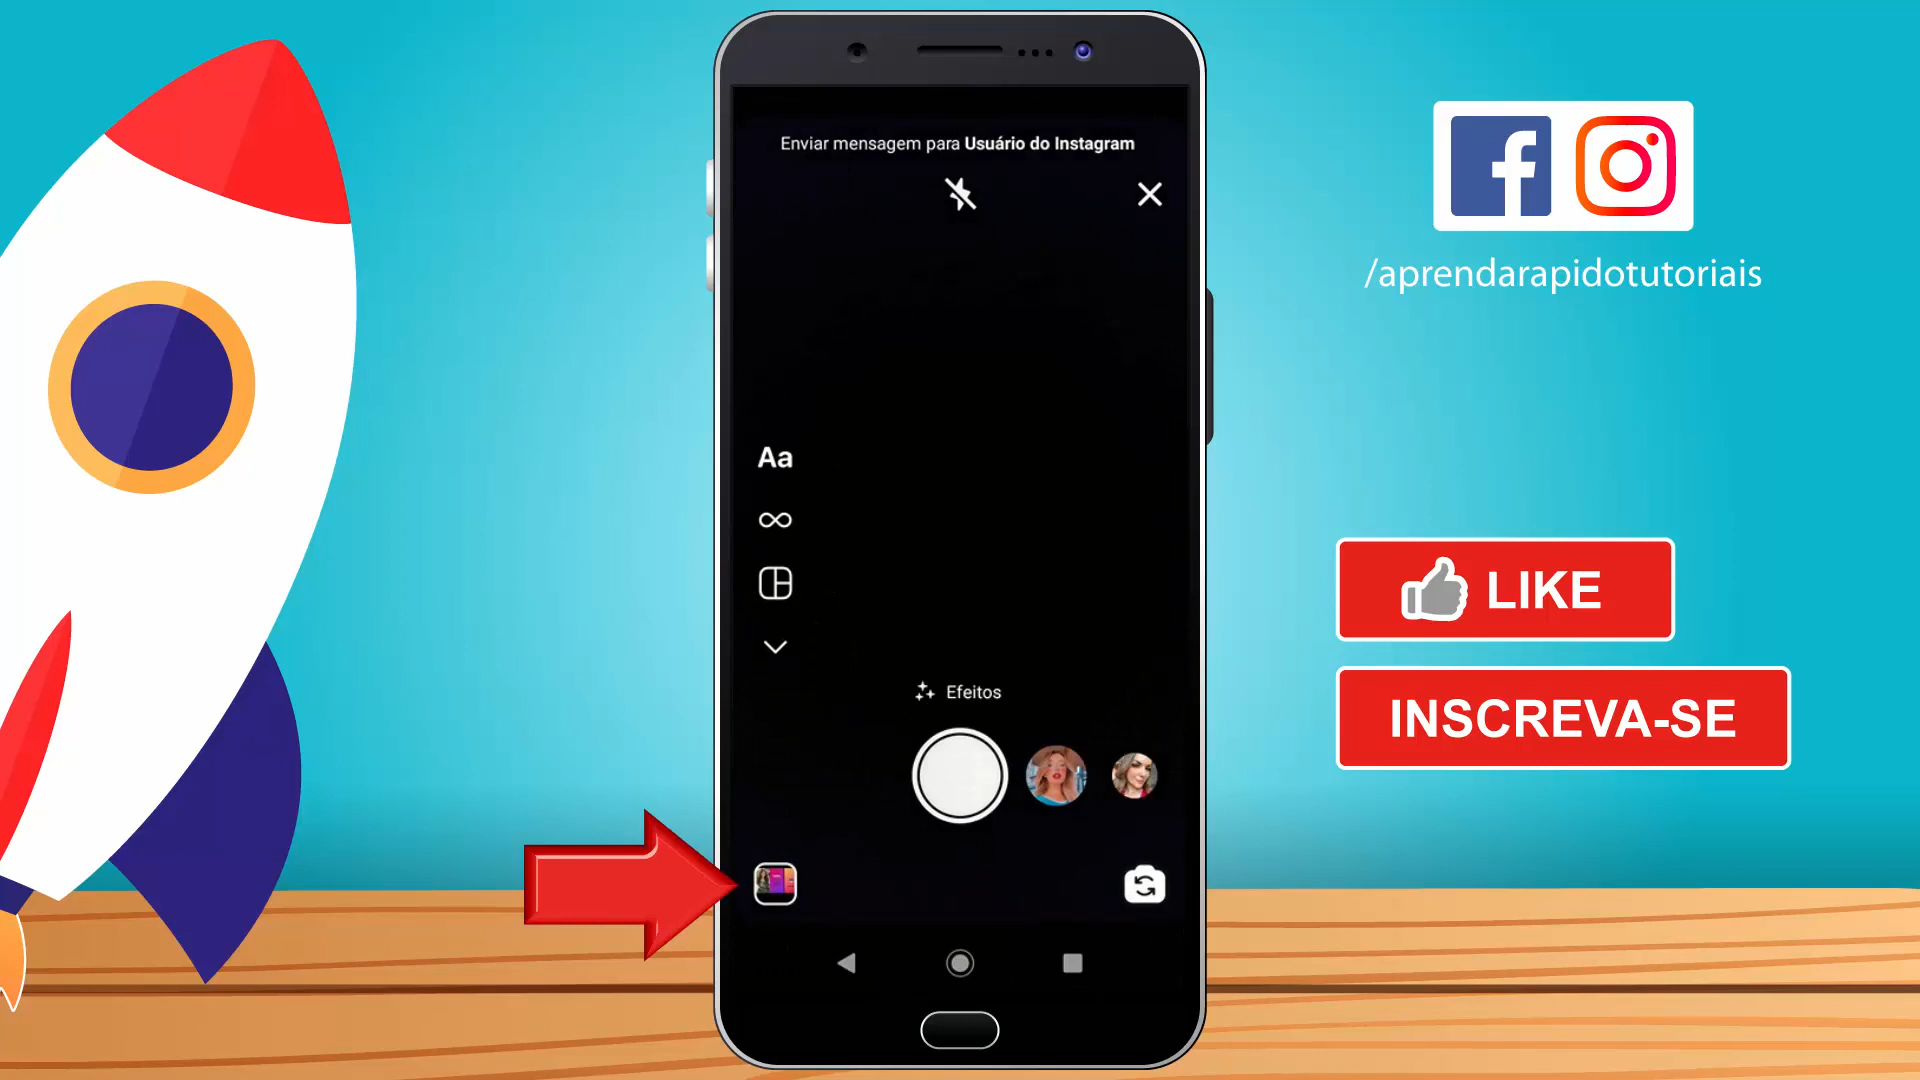 Enviar mensagem para Usuário do Instagram
Aa
Efeitos
/aprendarapidotutoriais
LIKE
INSCREVA-SE